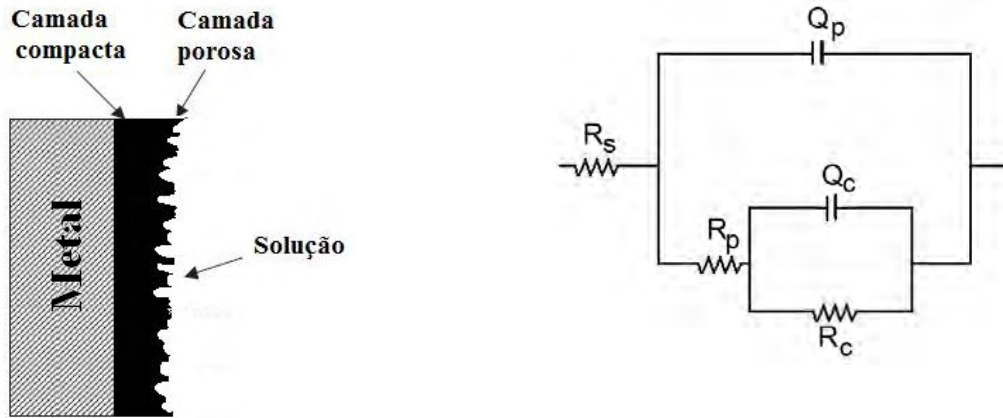 Camada
compacta
Camada
porosa
Metal
Solução
Qp
Rs
Qc
Rp
Rc